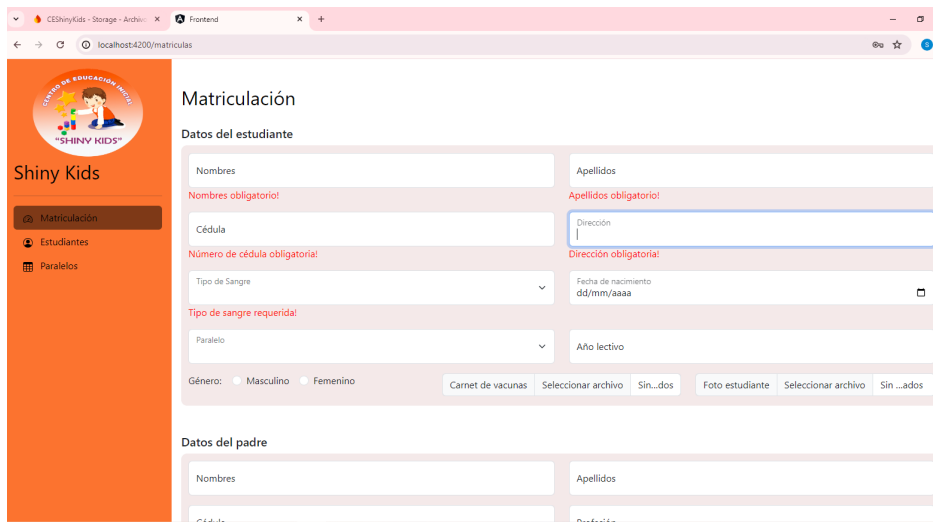 CEShinyKids - Storage - Archivo
Frontend
localhost:4200/matriculas
S
CENTRO DE EDUCACIÓN INICIAL
"SHINY KIDS"
Shiny Kids
Matriculación
Estudiantes
Paralelos
Matriculación
Datos del estudiante
Nombres
Apellidos
Nombres obligatorio!
Apellidos obligatorio!
Cédula
Dirección
Número de cédula obligatoria!
Dirección obligatoria!
Tipo de Sangre
Fecha de nacimiento
dd/mm/aaaa
Tipo de sangre requerida!
Paralelo
Año lectivo
Género: Masculino Femenino
Carnet de vacunas Seleccionar archivo Sin...dos
Foto estudiante Seleccionar archivo Sin ...ados
Datos del padre
Nombres
Apellidos
Cédula
Profesión